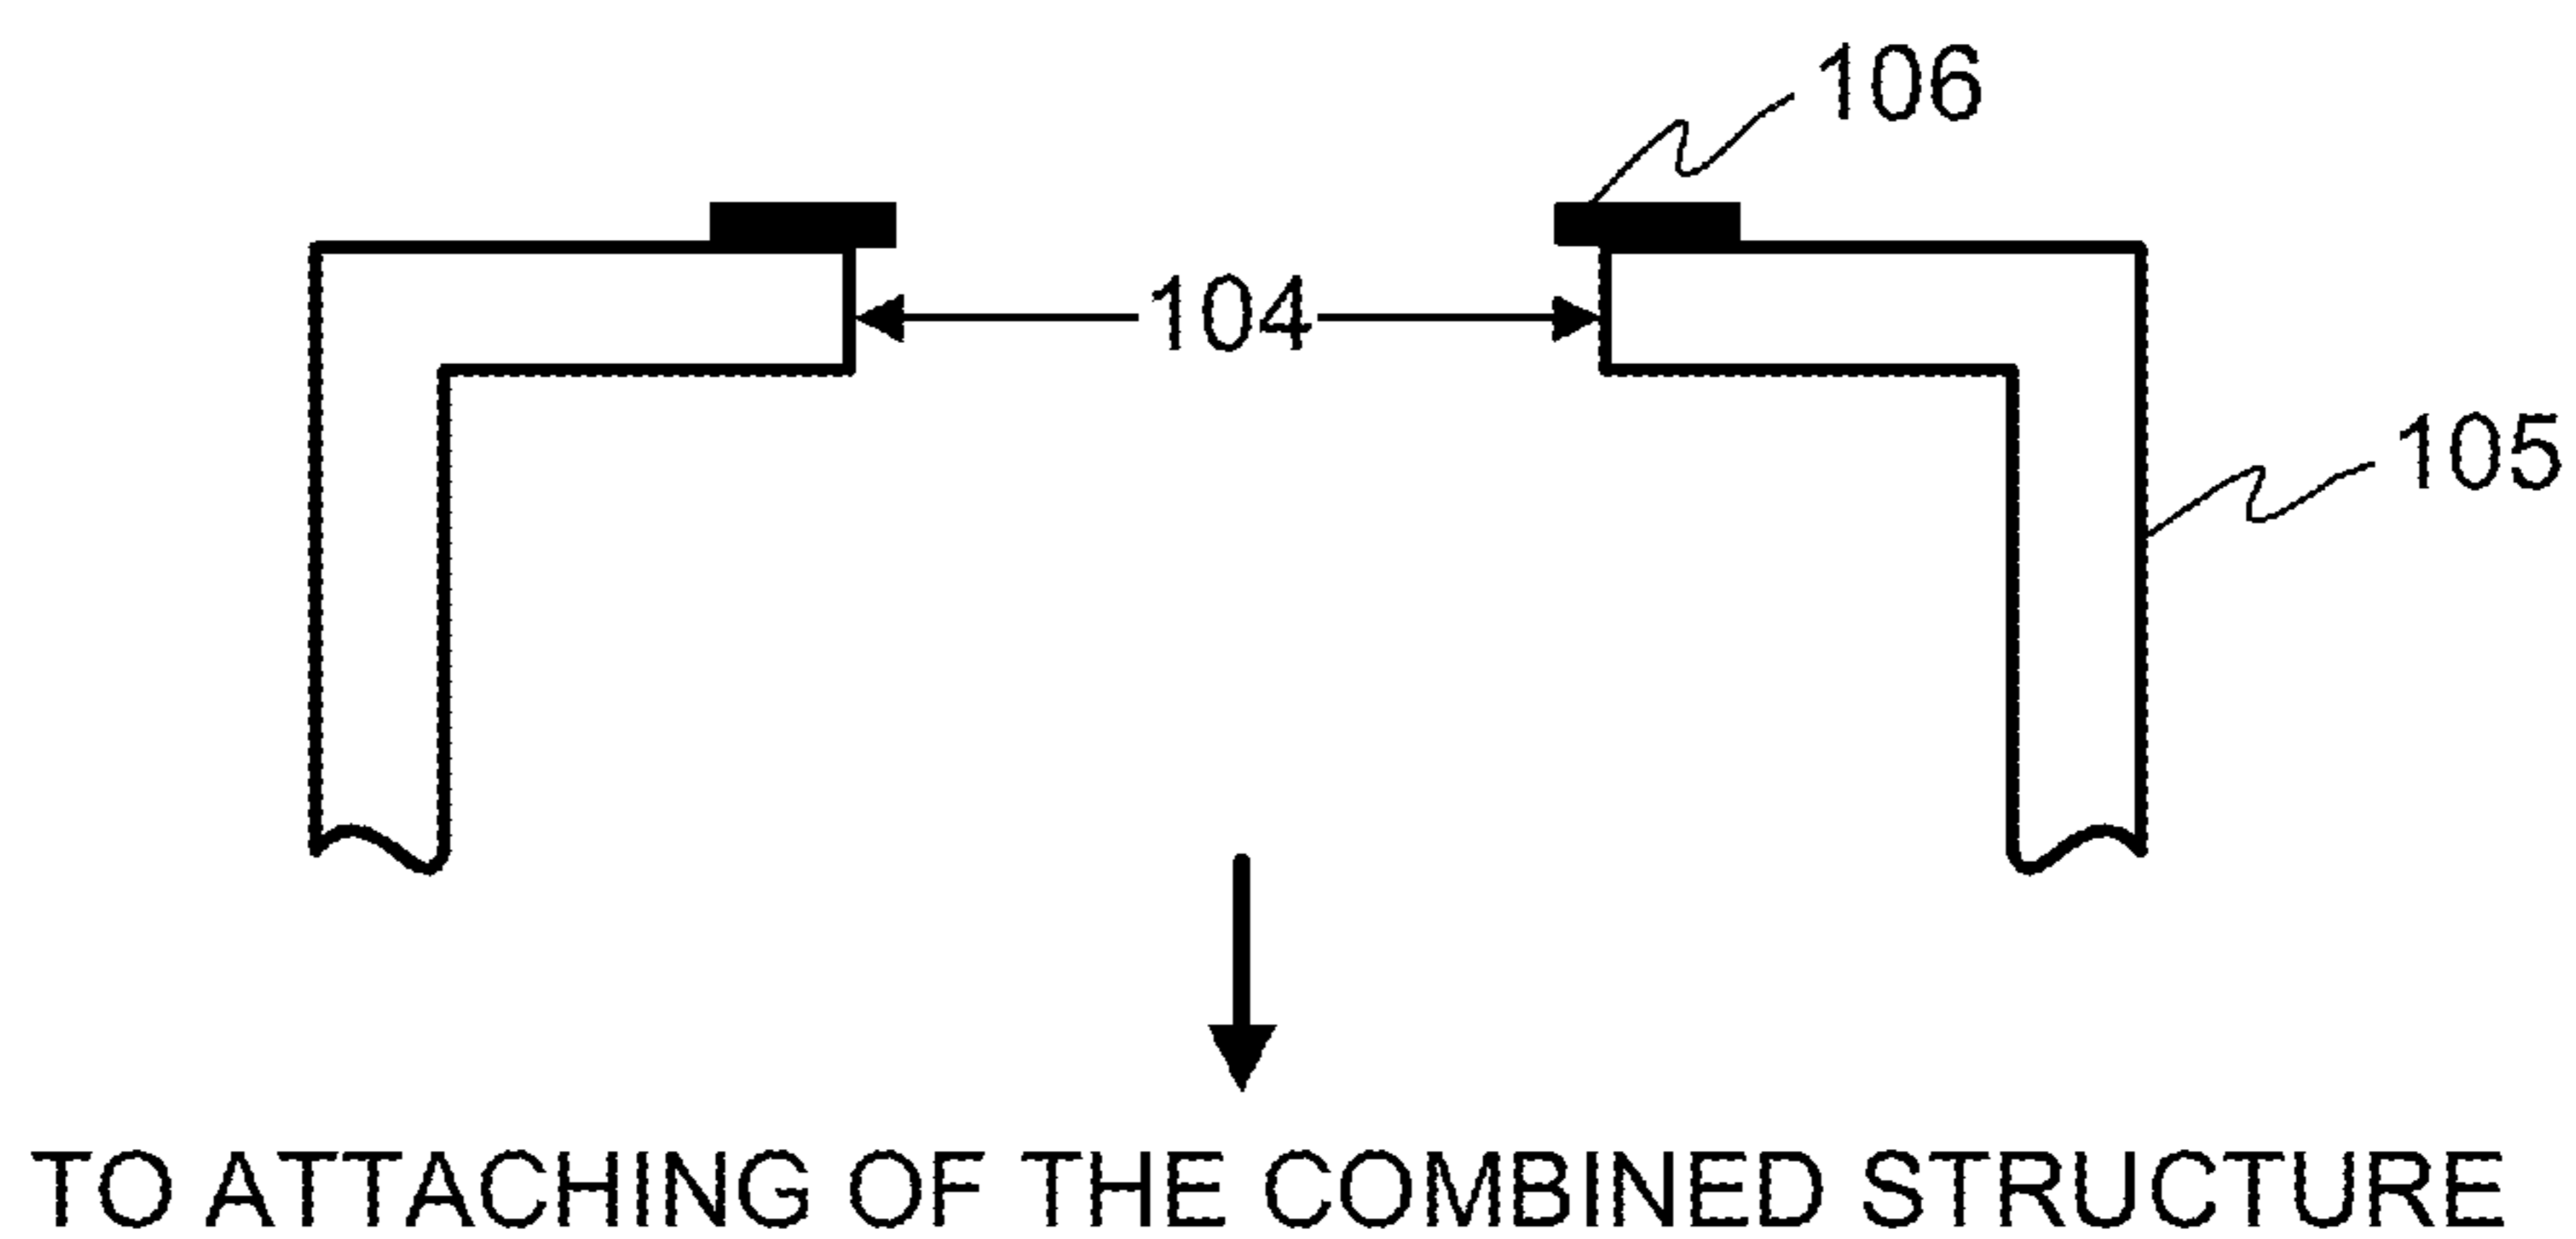 106
104
105
TO ATTACHING OF THE COMBINED STRUCTURE